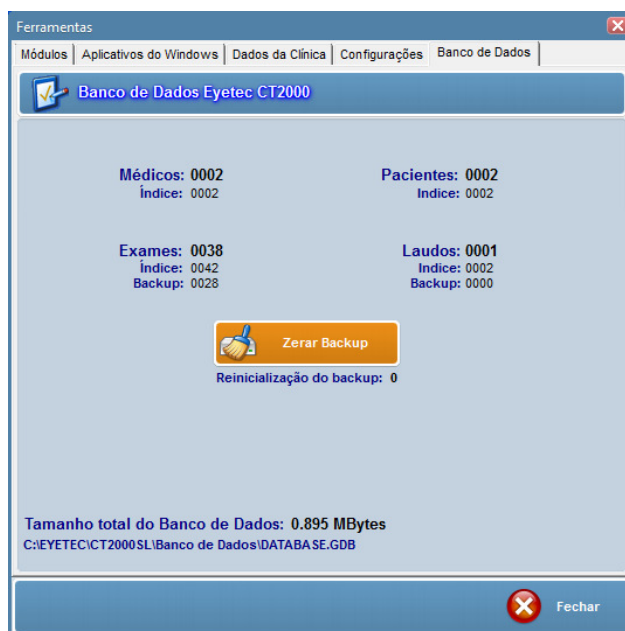 Ferramentas
Módulos Aplicativos do Windows Dados da Clínica Configurações Banco de Dados
Banco de Dados Eyetec CT2000
Médicos: 0002 Pacientes: 0002
Índice: 0002 Indice: 0002
Exames: 0038 Laudos: 0001
Índice: 0042 Indice: 0002
Backup: 0028 Backup: 0000
Zerar Backup
Reinicialização do backup: 0
Tamanho total do Banco de Dados: 0.895 MBytes
C:\EYETEC\CT2000SL\Banco de Dados\DATABASE.GDB
Fechar